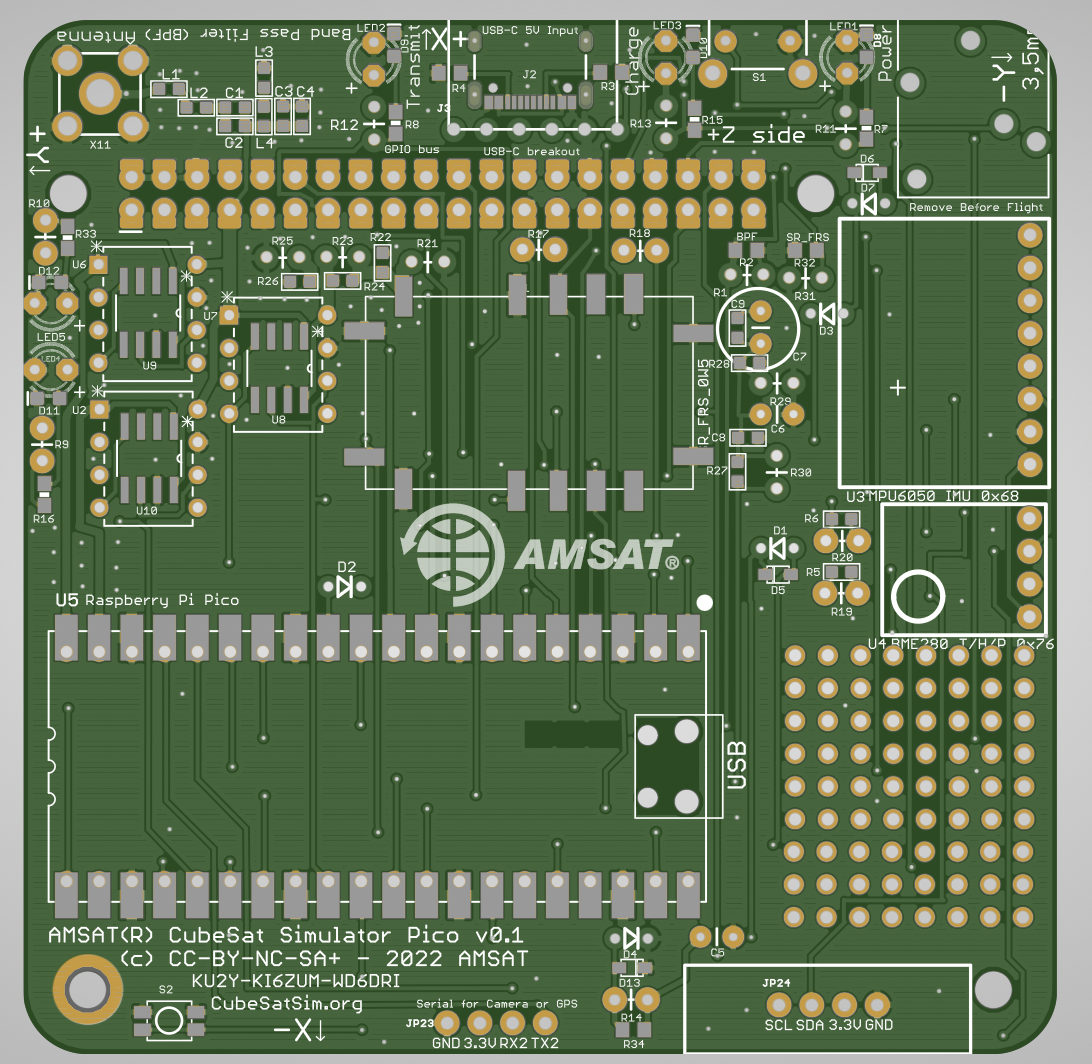 Band Pass Filter (BPF) Antenna
LED2
D9
Transmit
↑X+
USB-C 5V Input
J2
J3
R4
R3
Charge
LED3
D10
S1
LED1
D8
Power
-Y→
3,5mm
L1
L2
L3
C1
C2
C3 C4
L4
X11
+
R12
R8
+
R13
R15
+Z side
+
R11
R7
←Y+
GPIO bus
USB-C breakout
D6
D7
Remove Before Flight
R10
R33
U6
D12
LED5
+
U9
LED4
+
D11
U2
U10
R9
R16
U7
U8
R25
R23
R22
R21
R26
R24
R17
R18
BPF
SR_FRS
R2
R32
R1
R31
C9
D3
C7
R28
R29
SR_FRS_0W5
C6
C8
R27
R30
+
U3 MPU6050 IMU 0x68
AMSAT®
D1
D5
R6
R20
R5
R19
D2
U5 Raspberry Pi Pico
U4 BME280 T/H/P 0x76
USB
AMSAT(R) CubeSat Simulator Pico v0.1
(c) CC-BY-NC-SA+ - 2022 AMSAT
KU2Y-KI6ZUM-WD6DRI
CubeSatSim.org
S2
-X↓
Serial for Camera or GPS
JP23
GND 3.3V RX2 TX2
D4
D13
R14
R34
C5
JP24
SCL SDA 3.3V GND